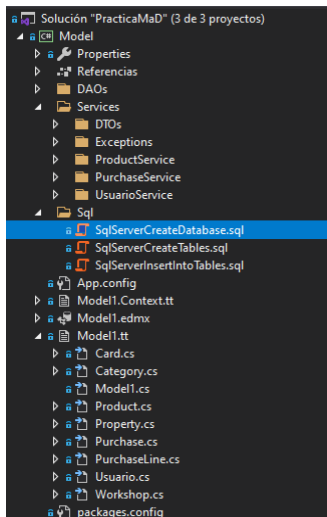 Solución "PracticaMaD" (3 de 3 proyectos)
C# Model
Properties
Referencias
DAOs
Services
DTOs
Exceptions
ProductService
PurchaseService
UsuarioService
Sql
SqlServerCreateDatabase.sql
SqlServerCreateTables.sql
SqlServerInsertIntoTables.sql
App.config
Model1.Context.tt
Model1.edmx
Model1.tt
Card.cs
Category.cs
Model1.cs
Product.cs
Property.cs
Purchase.cs
PurchaseLine.cs
Usuario.cs
Workshop.cs
packages.config